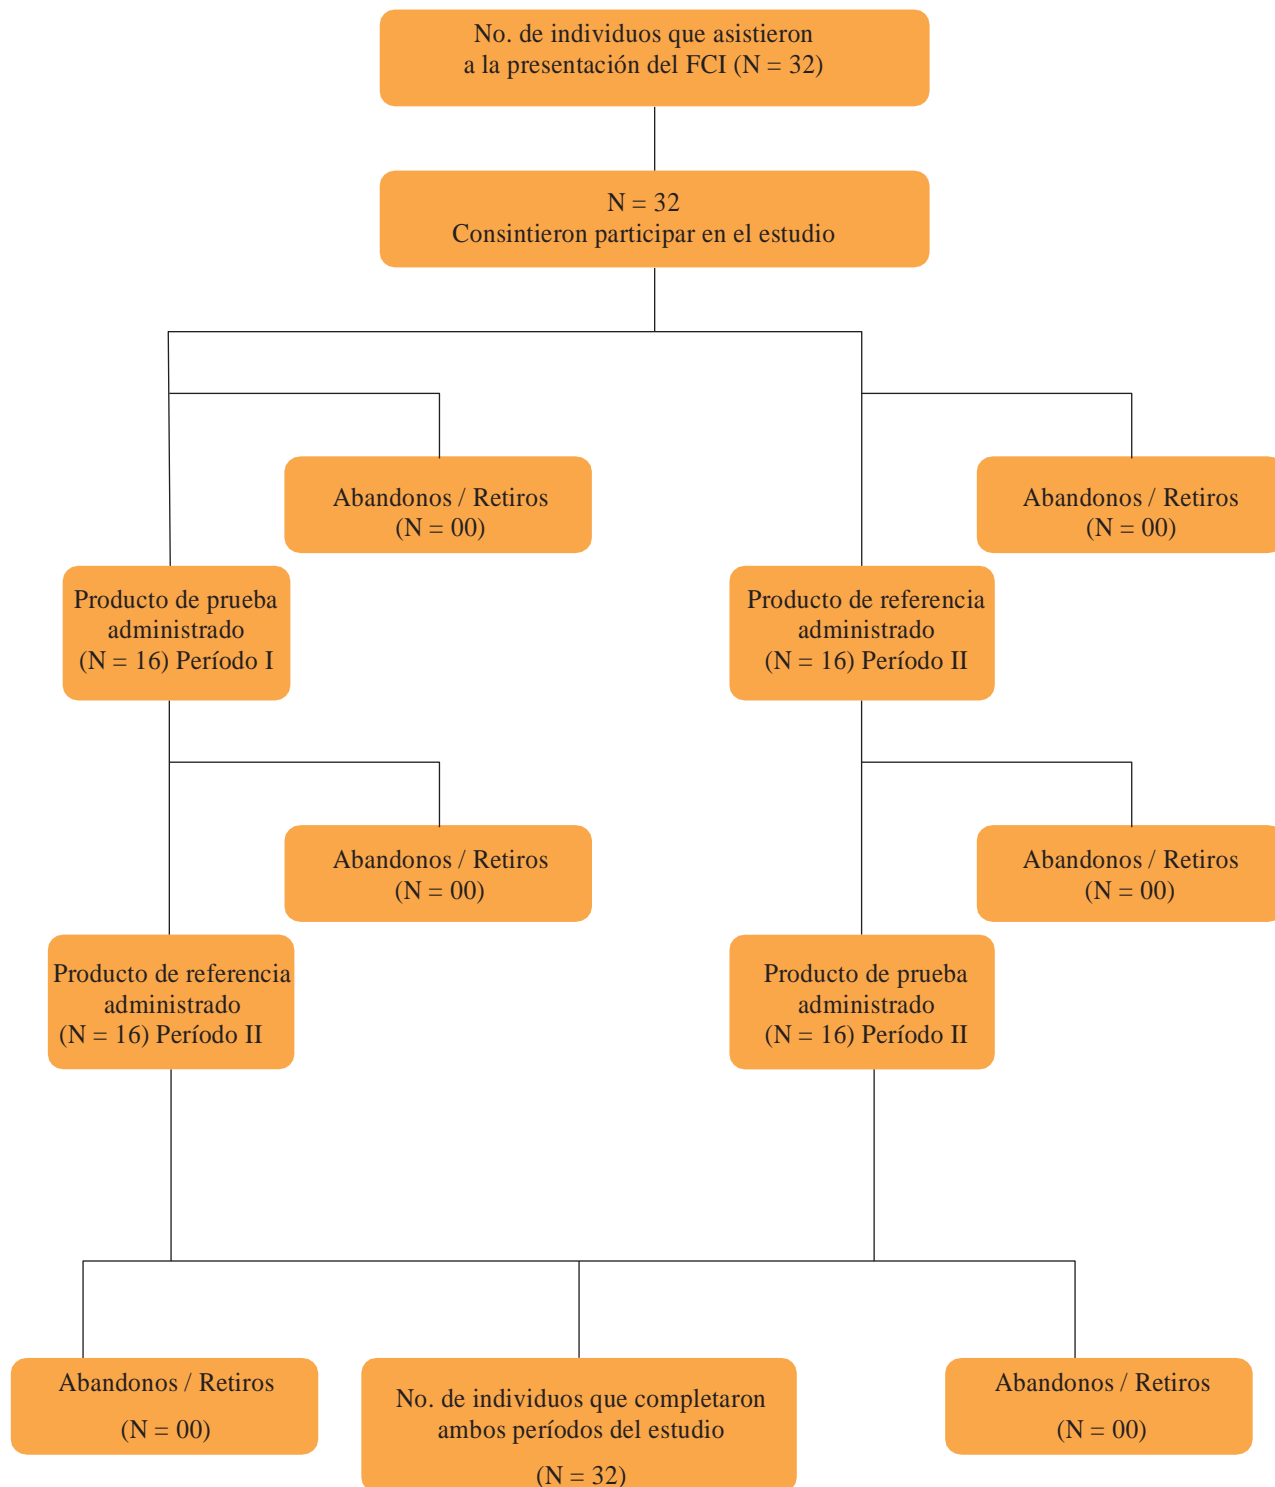 No. de individuos que asistieron
a la presentación del FCI (N = 32)
N = 32
Consintieron participar en el estudio
Abandonos / Retiros
(N = 00)
Abandonos / Retiros
(N = 00)
Producto de prueba
administrado
(N = 16) Período I
Producto de referencia
administrado
(N = 16) Período II
Abandonos / Retiros
(N = 00)
Abandonos / Retiros
(N = 00)
Producto de referencia
administrado
(N = 16) Período II
Producto de prueba
administrado
(N = 16) Período II
Abandonos / Retiros
(N = 00)
No. de individuos que completaron
ambos períodos del estudio
(N = 32)
Abandonos / Retiros
(N = 00)